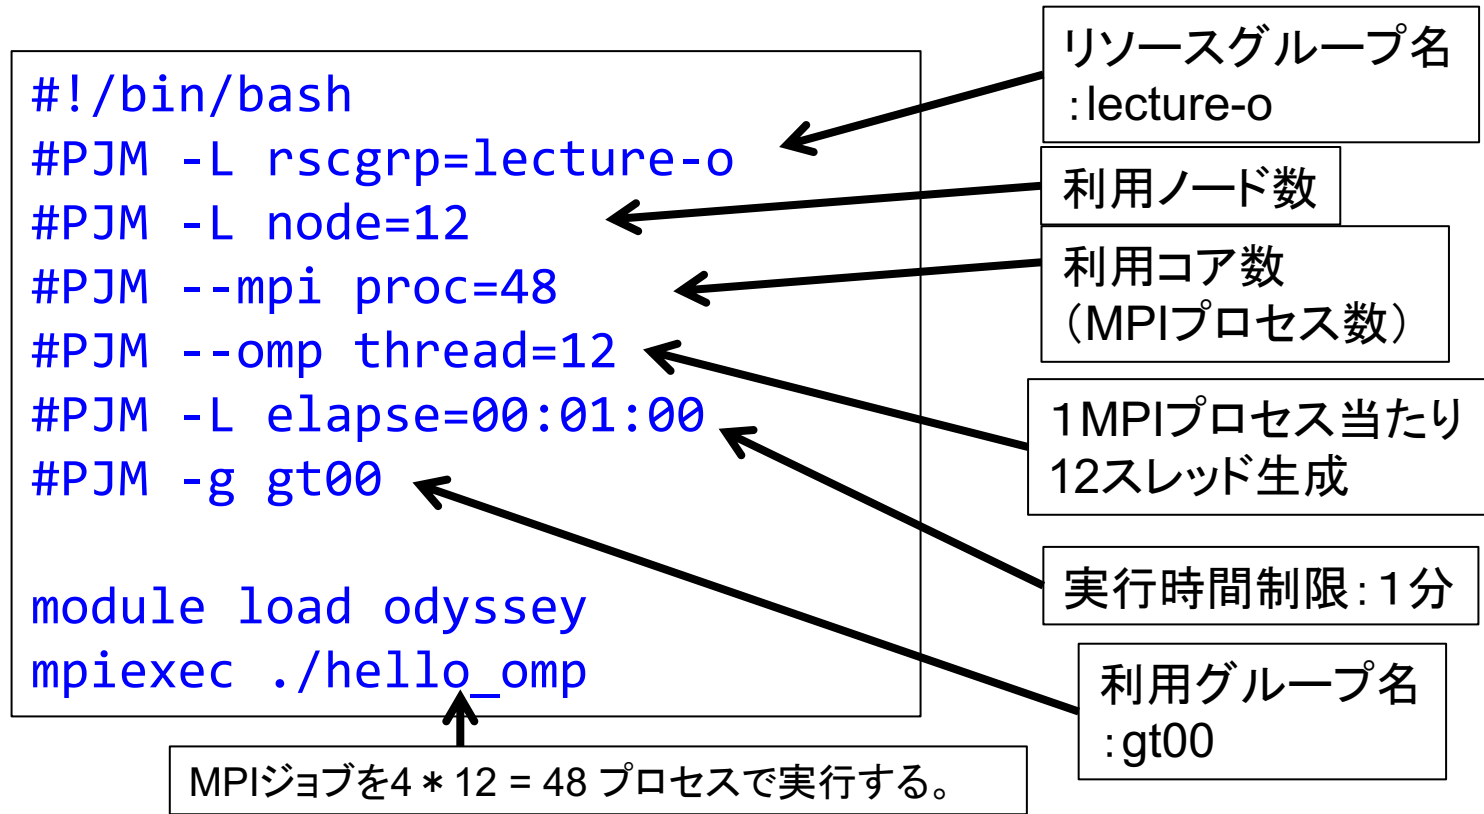 #!/bin/bash
#PJM -L rscgrp=lecture-o
#PJM -L node=12
#PJM --mpi proc=48
#PJM --omp thread=12
#PJM -L elapse=00:01:00
#PJM -g gt00
module load odyssey
mpiexec ./hello_omp
リソースグループ名
:lecture-o
利用ノード数
利用コア数
(MPIプロセス数)
1MPIプロセス当たり
12スレッド生成
実行時間制限:1分
利用グループ名
:gt00
MPIジョブを4*12 = 48 プロセスで実行する。